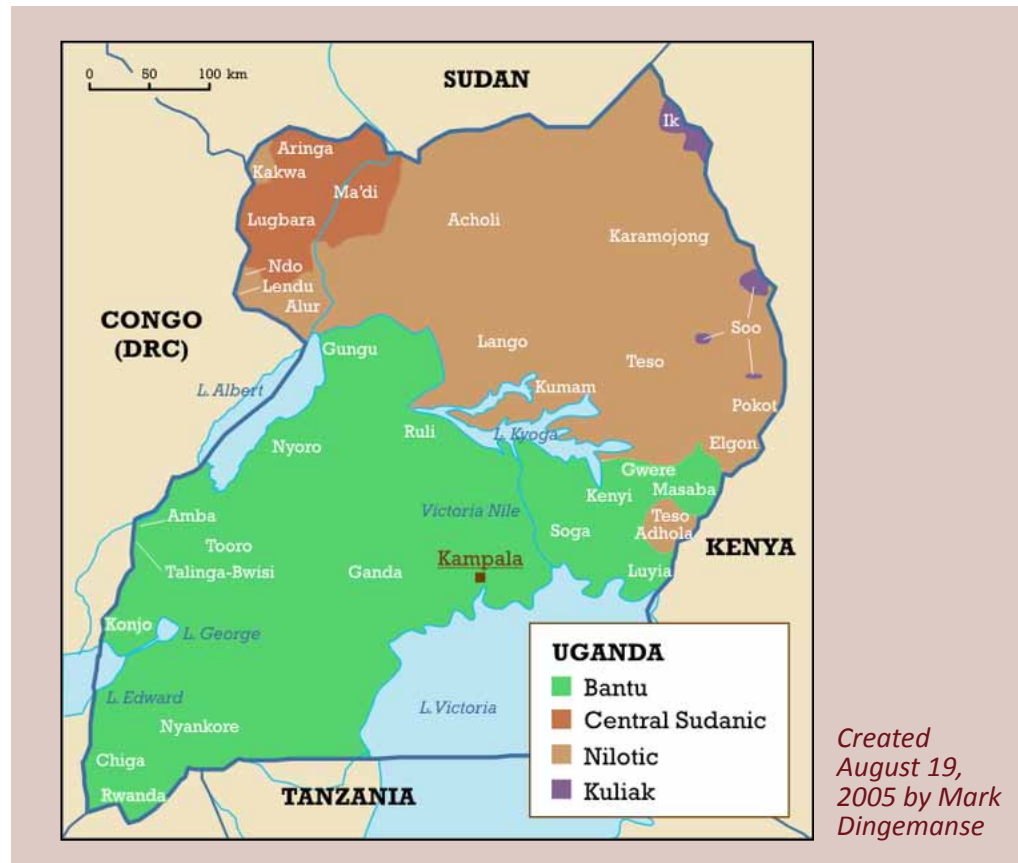 0 50 100 km
SUDAN
Ik
Aringa
Kakwa
Ma'di
Lugbara
Acholi
Karamojong
Ndo
Lendu
Alur
CONGO
(DRC)
Soo
Gungu
Lango
Teso
L. Albert
Kumam
Pokot
Ruli
L. Kyoga
Elgon
Nyoro
Gwere
Kenyi
Masaba
Amba
Victoria Nile
Teso
Adhola
Soga
Tooro
KENYA
Talinga-Bwisi
Ganda
Kampala
Luyia
Konjo
L. George
L. Edward
L. Victoria
Nyankore
Chiga
Rwanda
TANZANIA
UGANDA
Bantu
Central Sudanic
Nilotic
Kuliak
Created
August 19,
2005 by Mark
Dingemanse